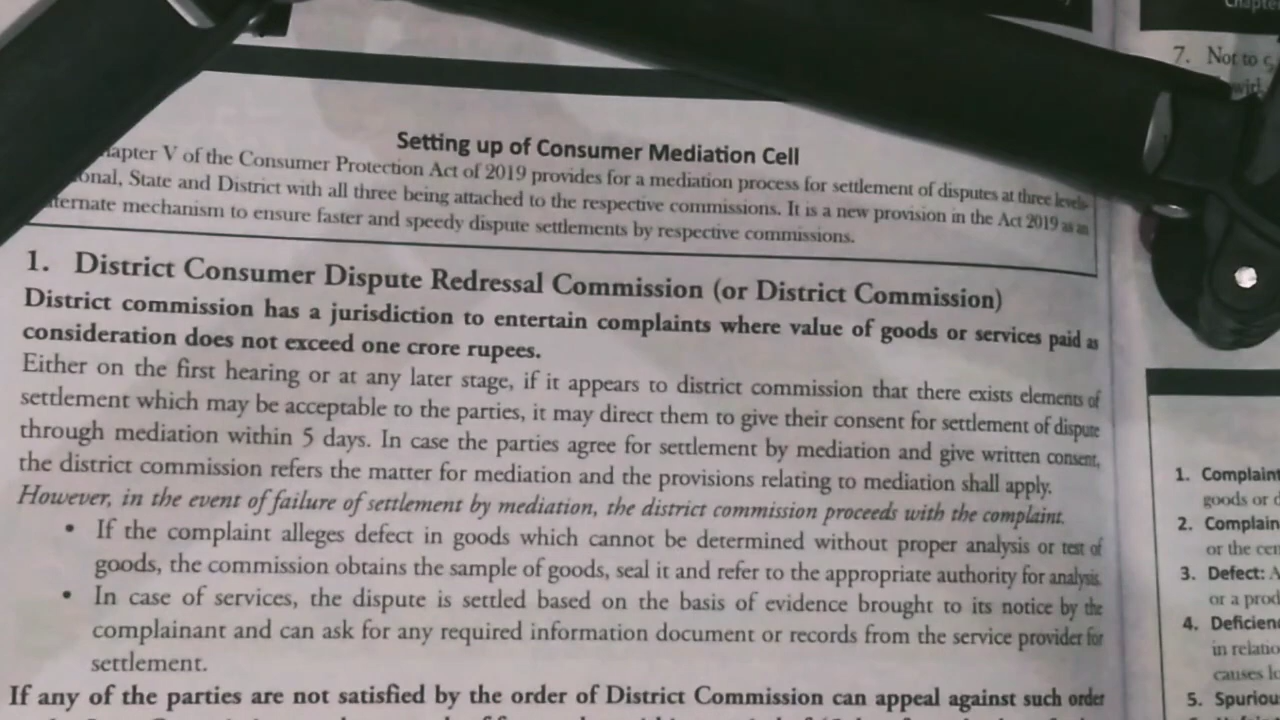 Setting up of Consumer Mediation Cell
V of the Consumer Protection Act of 2019 provides for a mediation process for settlement of disputes at three levels-
State and District with all three being attached to the respective commissions. It is a new provision in the Act 2019 as an
mechanism to ensure faster and speedy dispute settlements by respective commissions.
1. District Consumer Dispute Redressal Commission (or District Commission)
District commission has a jurisdiction to entertain complaints where value of goods or services paid as
consideration does not exceed one crore rupees.
Either on the first hearing or at any later stage, if it appears to district commission that there exists elements of
settlement which may be acceptable to the parties, it may direct them to give their consent for settlement of dispute
through mediation within 5 days. In case the parties agree for settlement by mediation and give written consent,
the district commission refers the matter for mediation and the provisions relating to mediation shall apply.
However, in the event of failure of settlement by mediation, the district commission proceeds with the complaint.
• If the complaint alleges defect in goods which cannot be determined without proper analysis or test of
goods, the commission obtains the sample of goods, seal it and refer to the appropriate authority for analysis.
• In case of services, the dispute is settled based on the basis of evidence brought to its notice by the
complainant and can ask for any required information document or records from the service provider for
settlement.
If any of the parties are not satisfied by the order of District Commission can appeal against such order
7. Not to
1. Complaint
goods or
2. Complain
or the cen
3. Defect: A
or a prod
4. Deficien
in relatio
causes lo
5. Spuriou